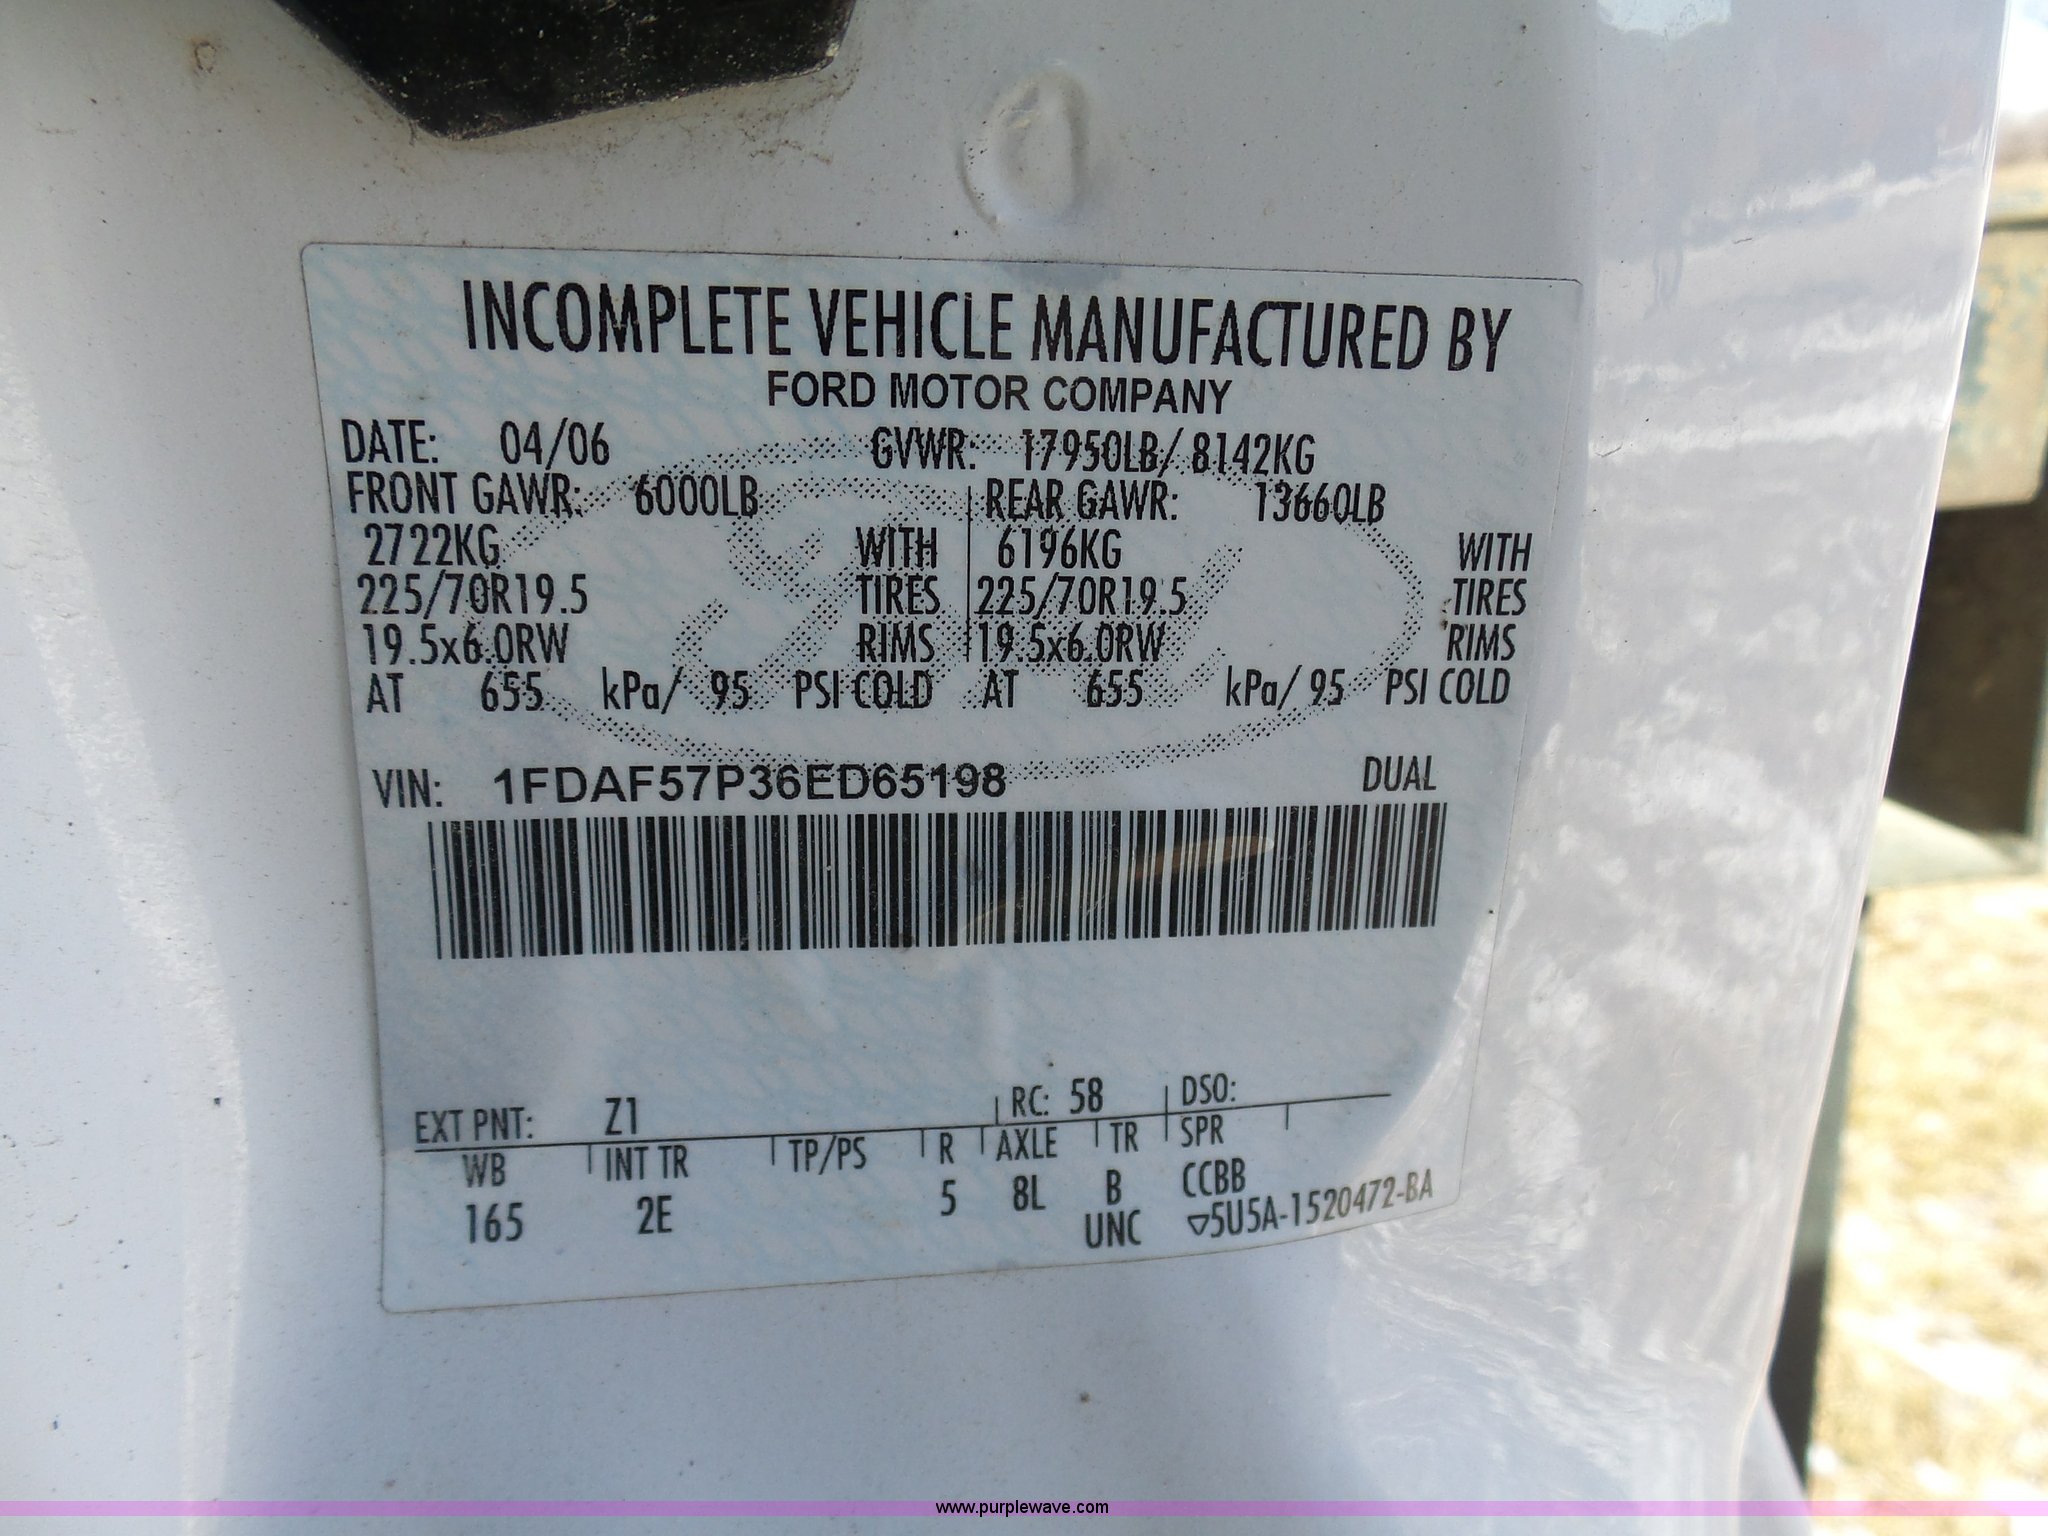 INCOMPLETE VEHICLE MANUFACTURED BY
FORD MOTOR COMPANY
DATE: 04/06 GVWR: 17950LB/ 8142KG
FRONT GAWR: 6000LB REAR GAWR: 13660LB
2722KG WITH 6196KG WITH
225/70R19.5 TIRES 225/70R19.5 TIRES
19.5x6.0RW RIMS 19.5x6.0RW RIMS
AT 655 kPa/ 95 PSI COLD AT 655 kPa/ 95 PSI COLD
VIN: 1FDAF57P36ED65198 DUAL
EXT PNT: Z1 RC: 58 DSO:
WB INT TR TP/PS R AXLE TR SPR
165 2E 5 8L B CCBB
UNC ▽5U5A-1520472-BA
www.purplewave.com